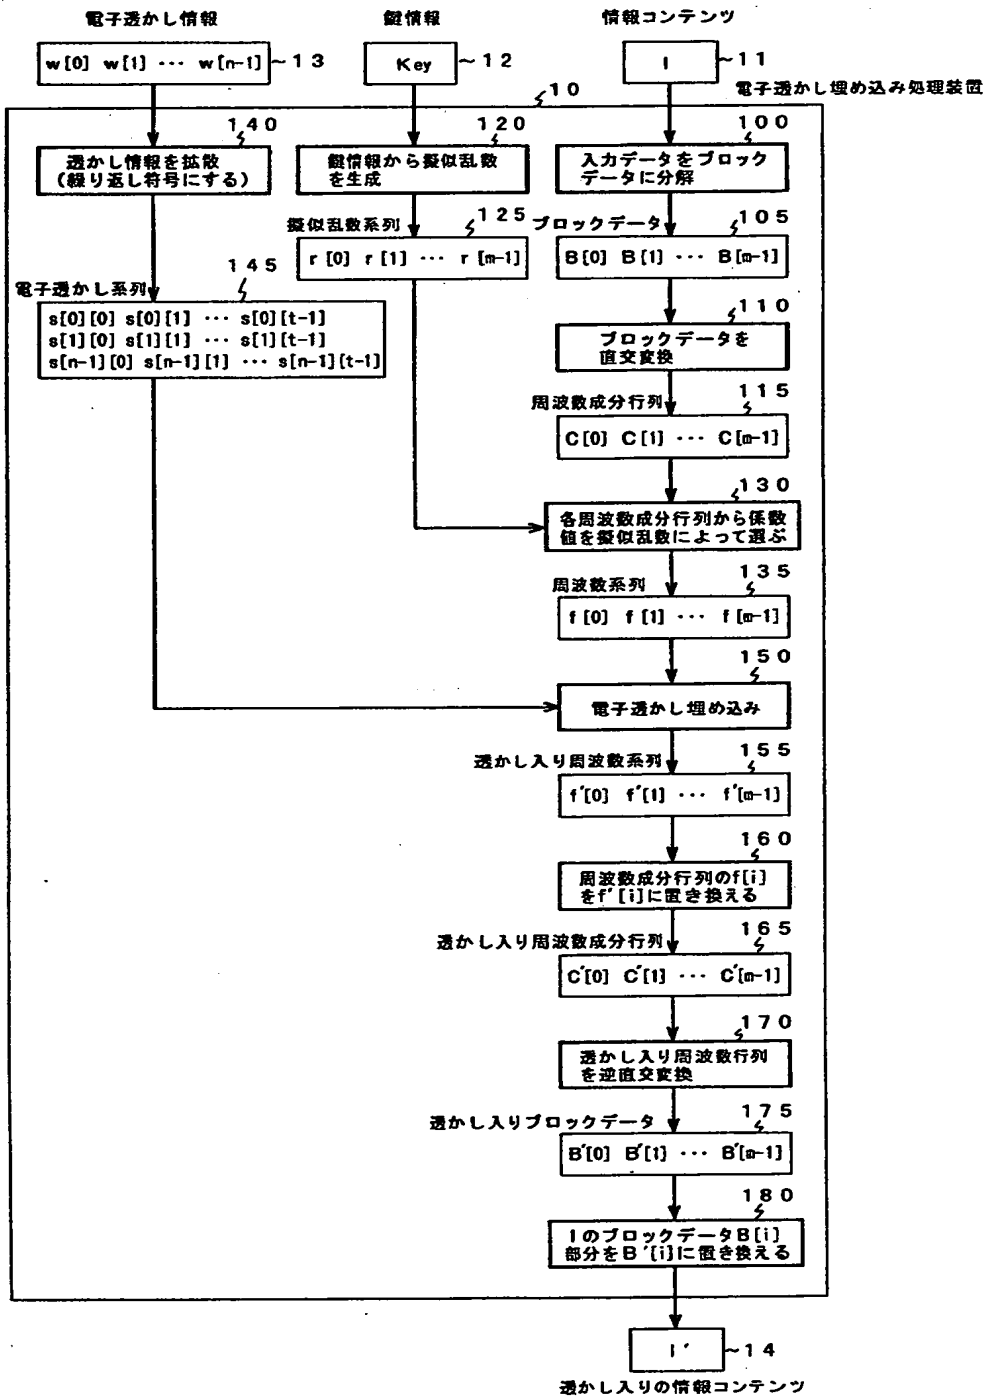 電子透かし情報
鍵情報
情報コンテンツ
w[0] w[1] ··· w[n-1]
~13
Key
~12
I
~11
電子透かし埋め込み処理装置
10
140
透かし情報を拡散
(繰り返し符号にする)
120
鍵情報から擬似乱数
を生成
100
入力データをブロック
データに分解
擬似乱数系列
125
r[0] r[1] ··· r[m-1]
ブロックデータ
105
B[0] B[1] ··· B[m-1]
電子透かし系列
145
s[0][0] s[0][1] ··· s[0][t-1]
s[1][0] s[1][1] ··· s[1][t-1]
s[n-1][0] s[n-1][1] ··· s[n-1][t-1]
110
ブロックデータを
直交変換
周波数成分行列
115
C[0] C[1] ··· C[m-1]
130
各周波数成分行列から係数
値を擬似乱数によって選ぶ
周波数系列
135
f[0] f[1] ··· f[m-1]
150
電子透かし埋め込み
透かし入り周波数系列
155
f'[0] f'[1] ··· f'[m-1]
160
周波数成分行列のf[i]
をf'[i]に置き換える
透かし入り周波数成分行列
165
C'[0] C'[1] ··· C'[m-1]
170
透かし入り周波数行列
を逆直交変換
透かし入りブロックデータ
175
B'[0] B'[1] ··· B'[m-1]
180
IのブロックデータB[i]
部分をB'[i]に置き換える
I'
~14
透かし入りの情報コンテンツ